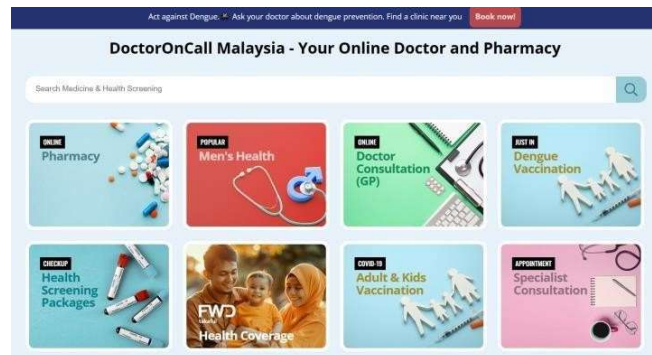 Act against Dengue. Ask your doctor about dengue prevention. Find a clinic near you Book now!
DoctorOnCall Malaysia - Your Online Doctor and Pharmacy
Search Medicine & Health Screening
ONLINE
Pharmacy
POPULAR
Men's Health
ONLINE
Doctor
Consultation
(GP)
JUST IN
Dengue
Vaccination
CHECKUP
Health
Screening
Packages
FWD
takaful
Health Coverage
COVID-19
Adult & Kids
Vaccination
APPOINTMENT
Specialist
Consultation